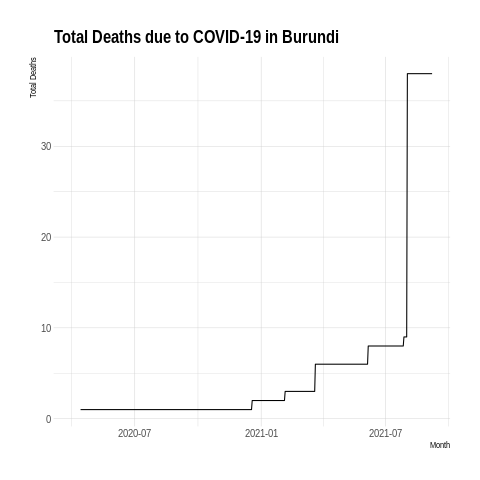 Total Deaths due to COVID-19 in Burundi
Total Deaths
30
20
10
0
2020-07
2021-01
2021-07
Month